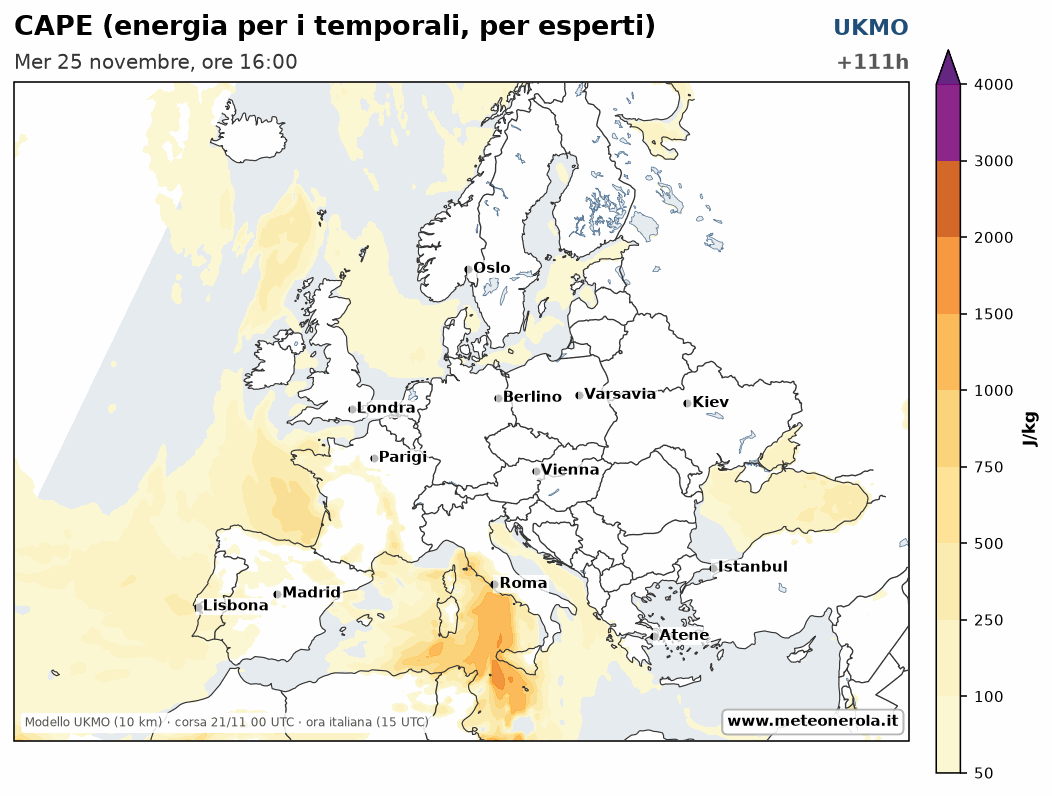 CAPE (energia per i temporali, per esperti)
UKMO
Mer 25 novembre, ore 16:00
+111h
4000
3000
2000
1500
1000
750
500
250
100
50
J/kg
Oslo
Berlino
Varsavia
Kiev
Londra
Parigi
Vienna
Istanbul
Roma
Madrid
Lisbona
Atene
Modello UKMO (10 km) · corsa 21/11 00 UTC · ora italiana (15 UTC)
www.meteonerola.it